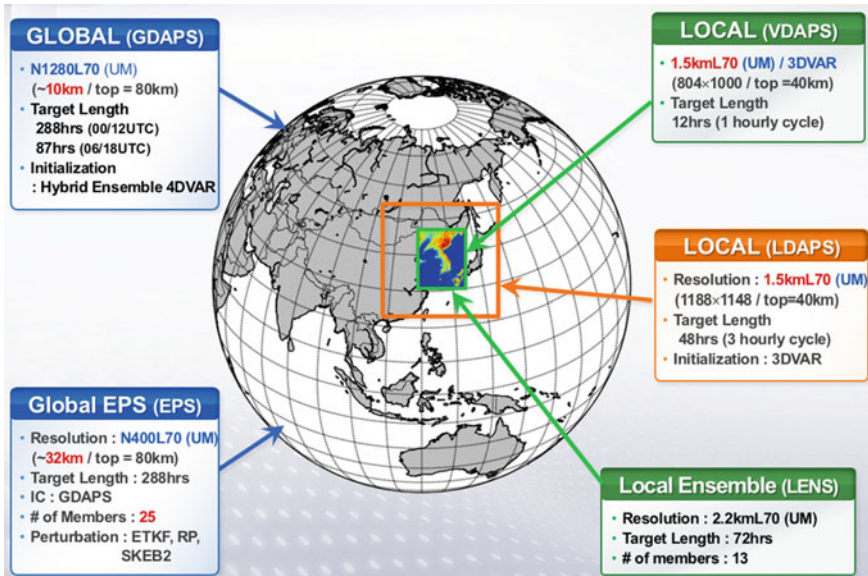 GLOBAL (GDAPS)
• N1280L70 (UM)
(~10km / top = 80km)
• Target Length
288hrs (00/12UTC)
87hrs (06/18UTC)
• Initialization
: Hybrid Ensemble 4DVAR
LOCAL (VDAPS)
• 1.5kmL70 (UM) / 3DVAR
(804×1000 / top =40km)
• Target Length
12hrs (1 hourly cycle)
LOCAL (LDAPS)
• Resolution : 1.5kmL70 (UM)
(1188×1148 / top=40km)
• Target Length
48hrs (3 hourly cycle)
• Initialization : 3DVAR
Global EPS (EPS)
• Resolution : N400L70 (UM)
(~32km / top = 80km)
• Target Length : 288hrs
• IC : GDAPS
• # of Members : 25
• Perturbation : ETKF, RP,
SKEB2
Local Ensemble (LENS)
• Resolution : 2.2kmL70 (UM)
• Target Length : 72hrs
• # of members : 13